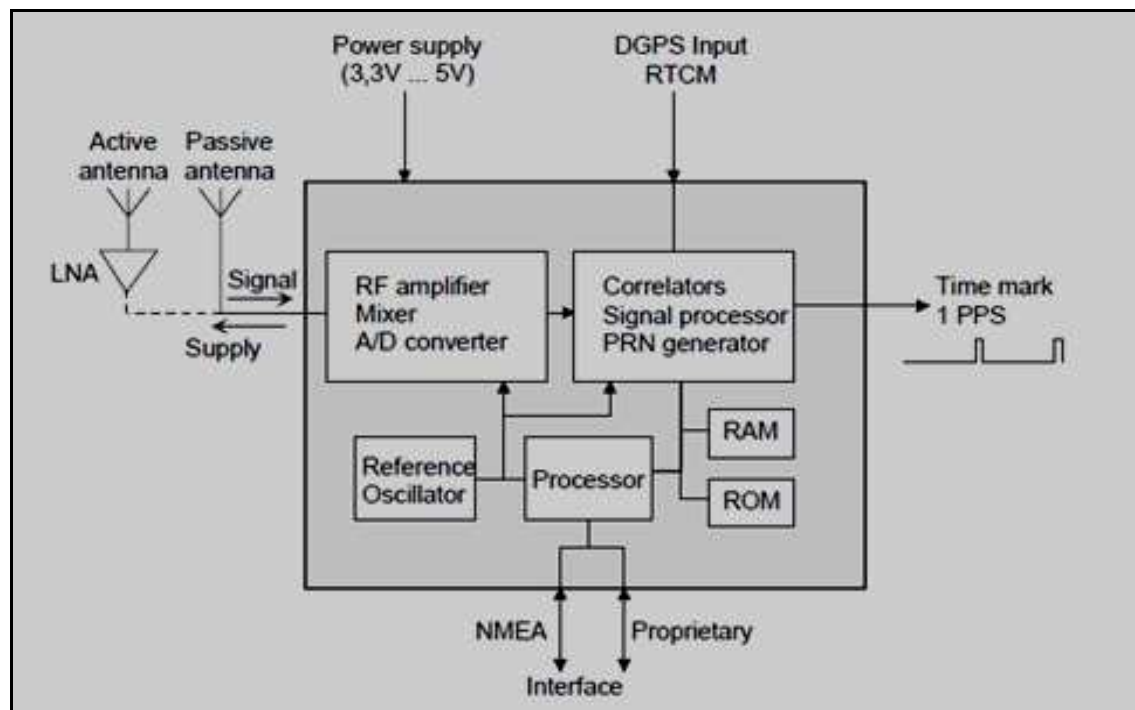 Power supply
(3,3V ... 5V)
DGPS Input
RTCM
Active
antenna
Passive
antenna
LNA
Signal
Supply
RF amplifier
Mixer
A/D converter
Correlators
Signal processor
PRN generator
Time mark
1 PPS
Reference
Oscillator
Processor
RAM
ROM
NMEA
Proprietary
Interface